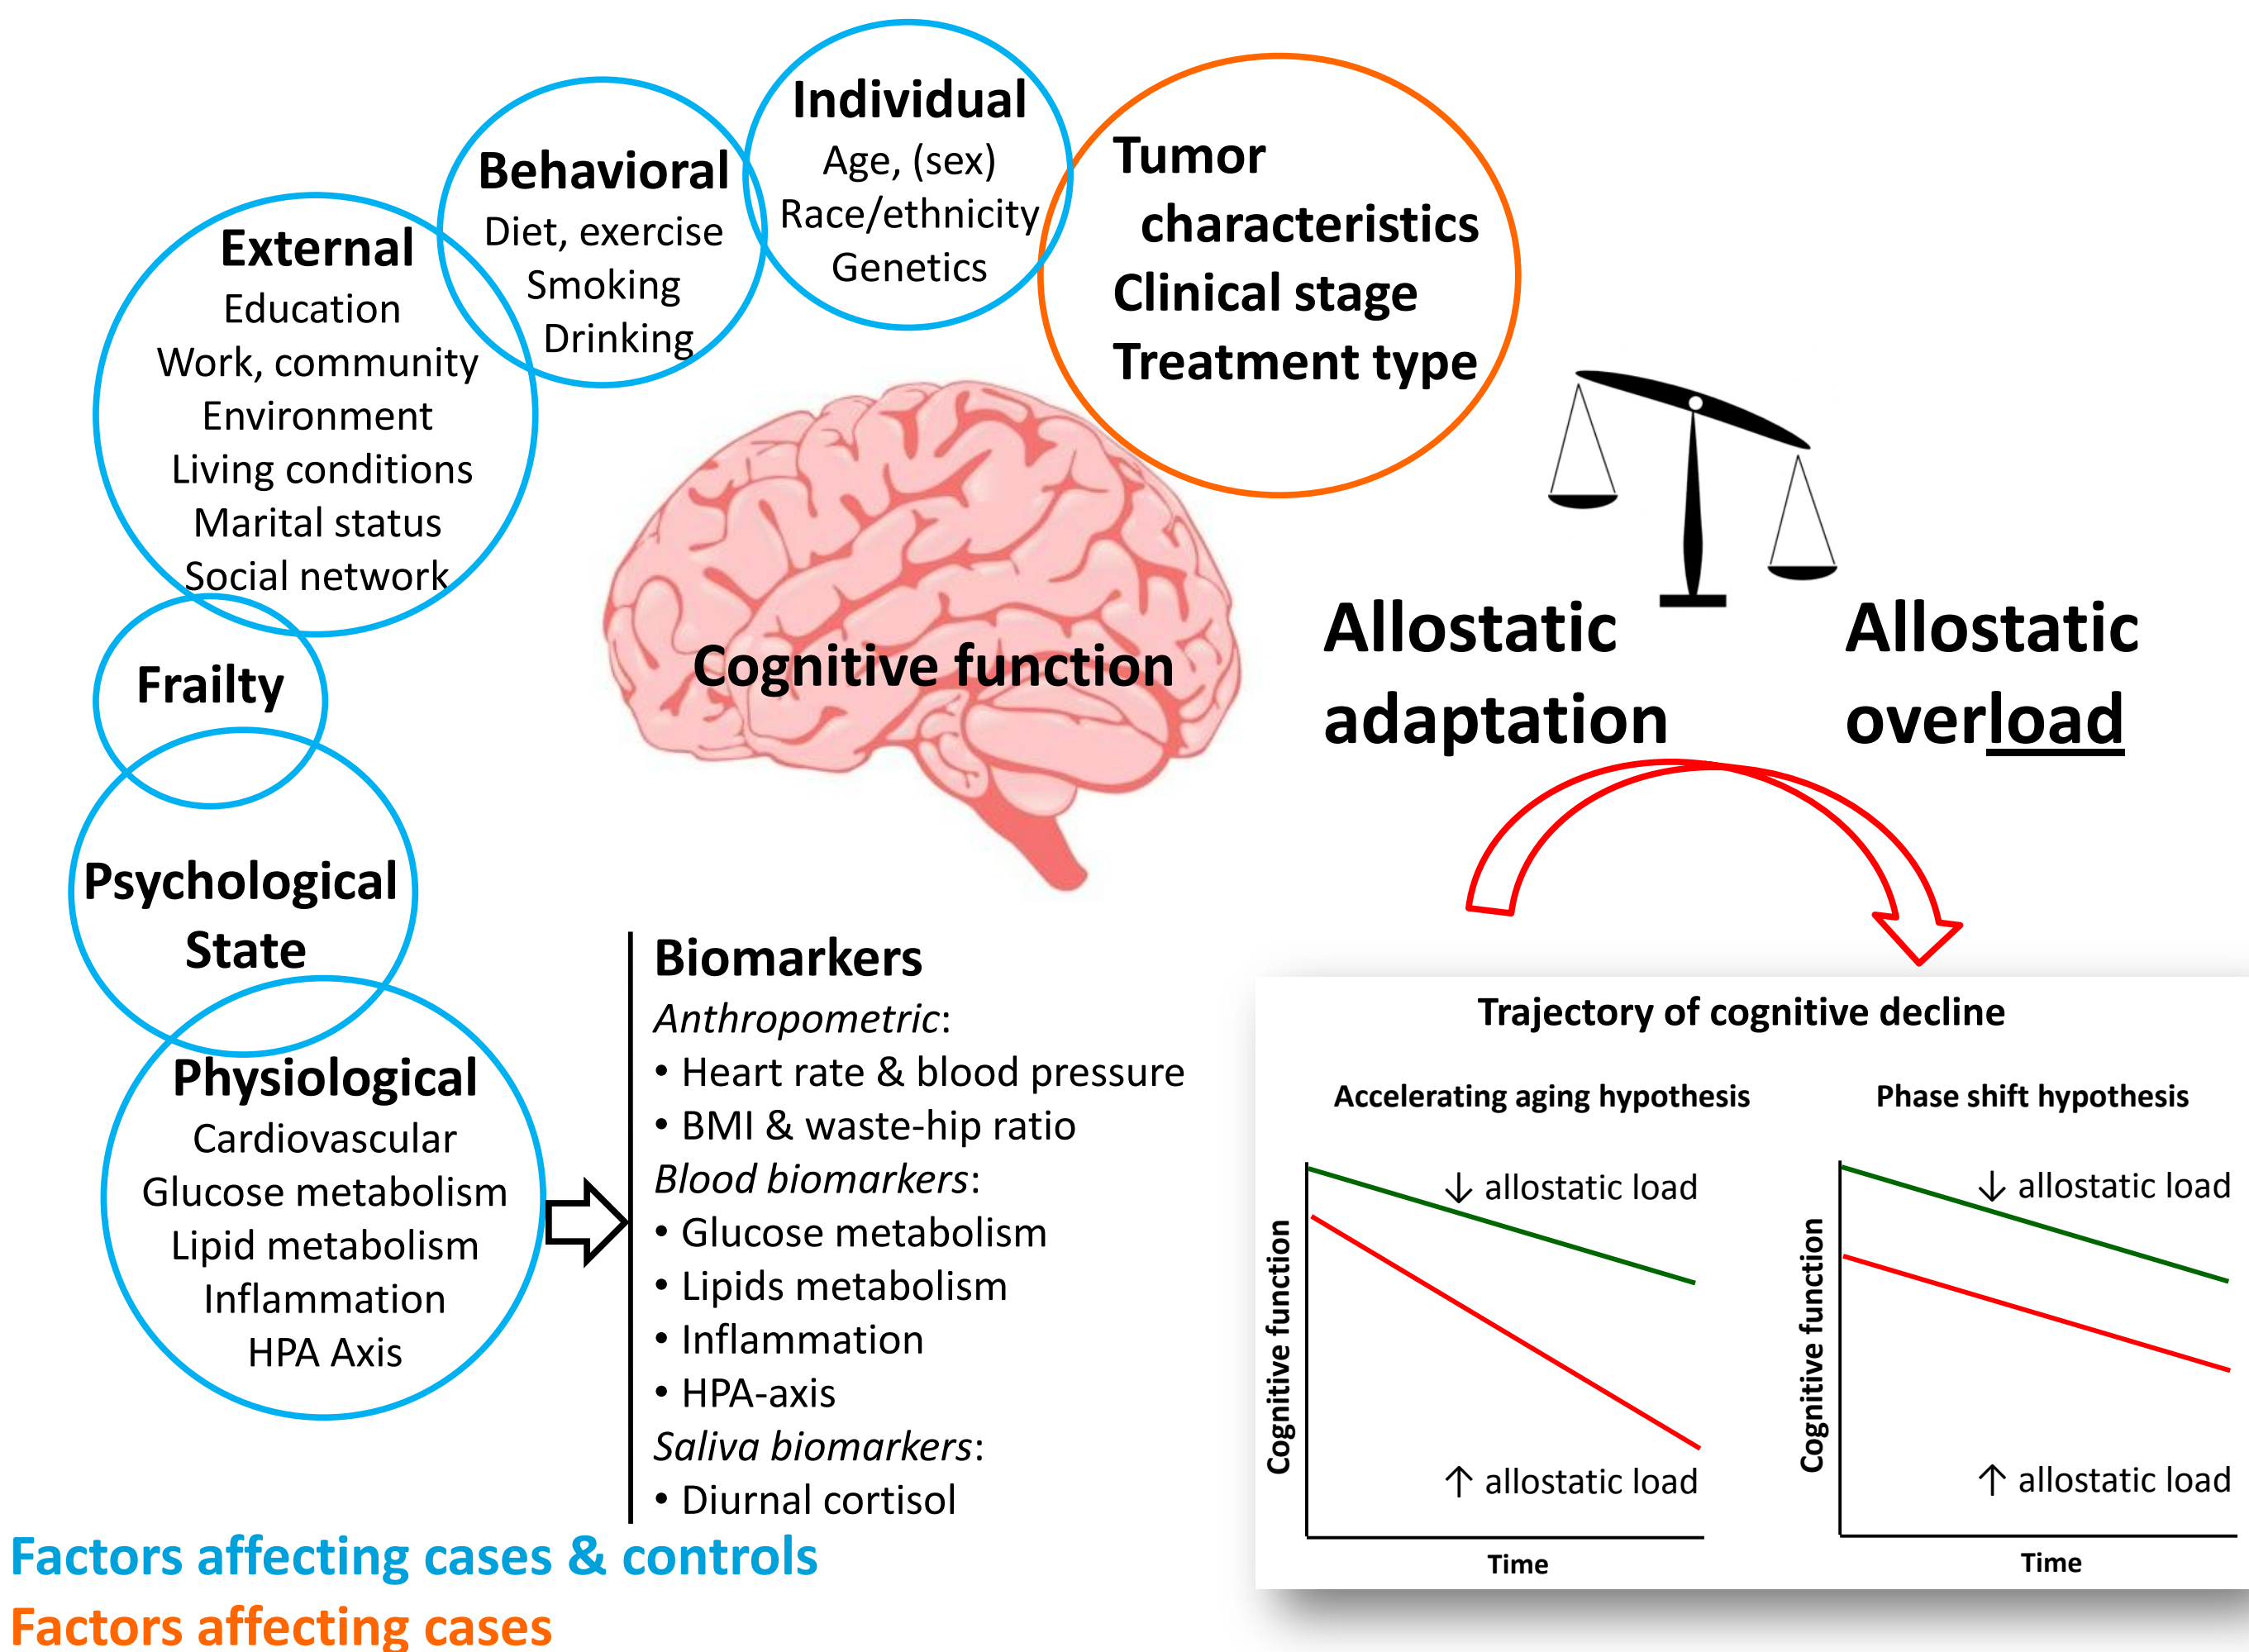 Individual
Age, (sex)
Race/ethnicity
Genetics
Behavioral
Diet, exercise
Smoking
Drinking
External
Education
Work, community
Environment
Living conditions
Marital status
Social network
Frailty
Psychological
State
Physiological
Cardiovascular
Glucose metabolism
Lipid metabolism
Inflammation
HPA Axis
Tumor
characteristics
Clinical stage
Treatment type
Cognitive function
Allostatic
adaptation
Allostatic
overload
Biomarkers
Anthropometric:
• Heart rate & blood pressure
• BMI & waste-hip ratio
Blood biomarkers:
• Glucose metabolism
• Lipids metabolism
• Inflammation
• HPA-axis
Saliva biomarkers:
• Diurnal cortisol
Trajectory of cognitive decline
Accelerating aging hypothesis
Cognitive function
↓ allostatic load
↑ allostatic load
Time
Phase shift hypothesis
Cognitive function
↓ allostatic load
↑ allostatic load
Time
Factors affecting cases & controls
Factors affecting cases